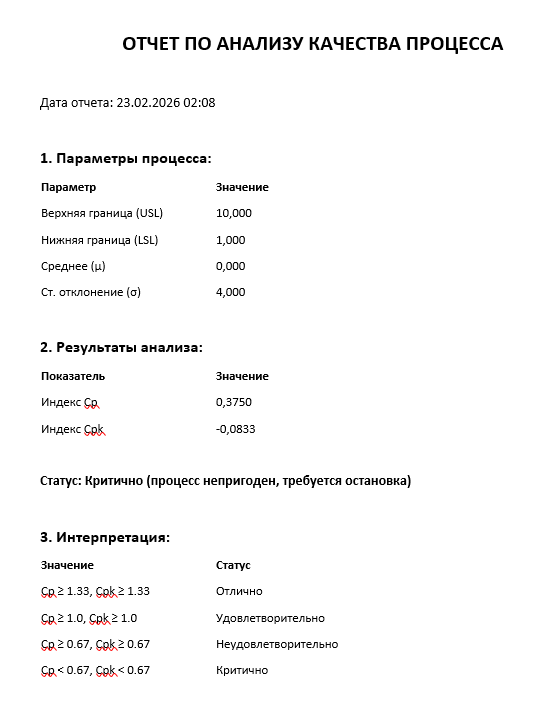 ОТЧЕТ ПО АНАЛИЗУ КАЧЕСТВА ПРОЦЕССА
Дата отчета: 23.02.2026 02:08
1. Параметры процесса:
Параметр Значение
Верхняя граница (USL) 10,000
Нижняя граница (LSL) 1,000
Среднее (μ) 0,000
Ст. отклонение (σ) 4,000
2. Результаты анализа:
Показатель Значение
Индекс Cp 0,3750
Индекс Cpk -0,0833
Статус: Критично (процесс непригоден, требуется остановка)
3. Интерпретация:
Значение Статус
Cp ≥ 1.33, Cpk ≥ 1.33 Отлично
Cp ≥ 1.0, Cpk ≥ 1.0 Удовлетворительно
Cp ≥ 0.67, Cpk ≥ 0.67 Неудовлетворительно
Cp < 0.67, Cpk < 0.67 Критично